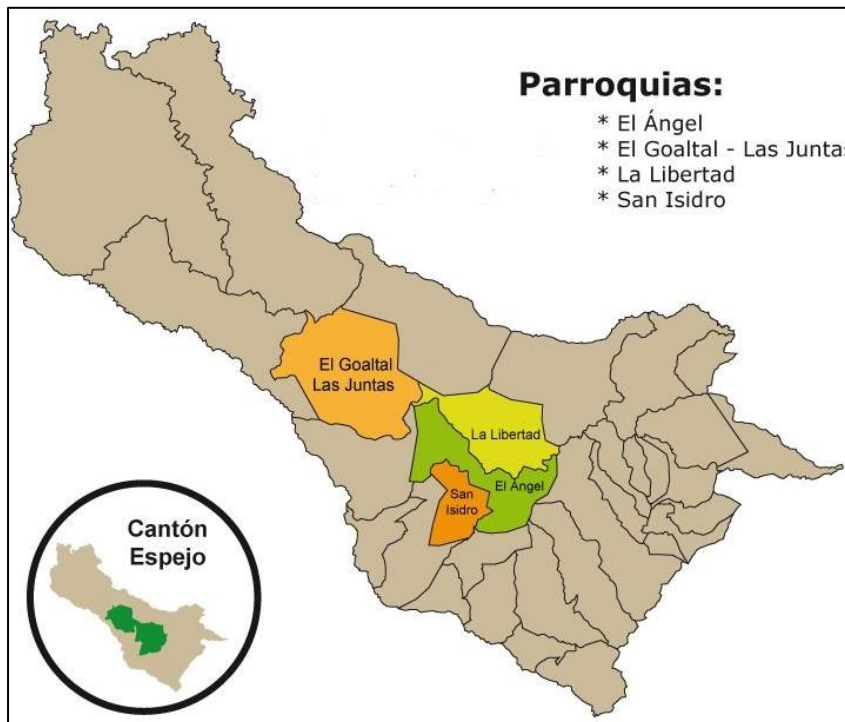 Parroquias:
* El Ángel
* El Goaltal - Las Juntas
* La Libertad
* San Isidro
El Goaltal
Las Juntas
La Libertad
El Ángel
San
Isidro
Cantón
Espejo